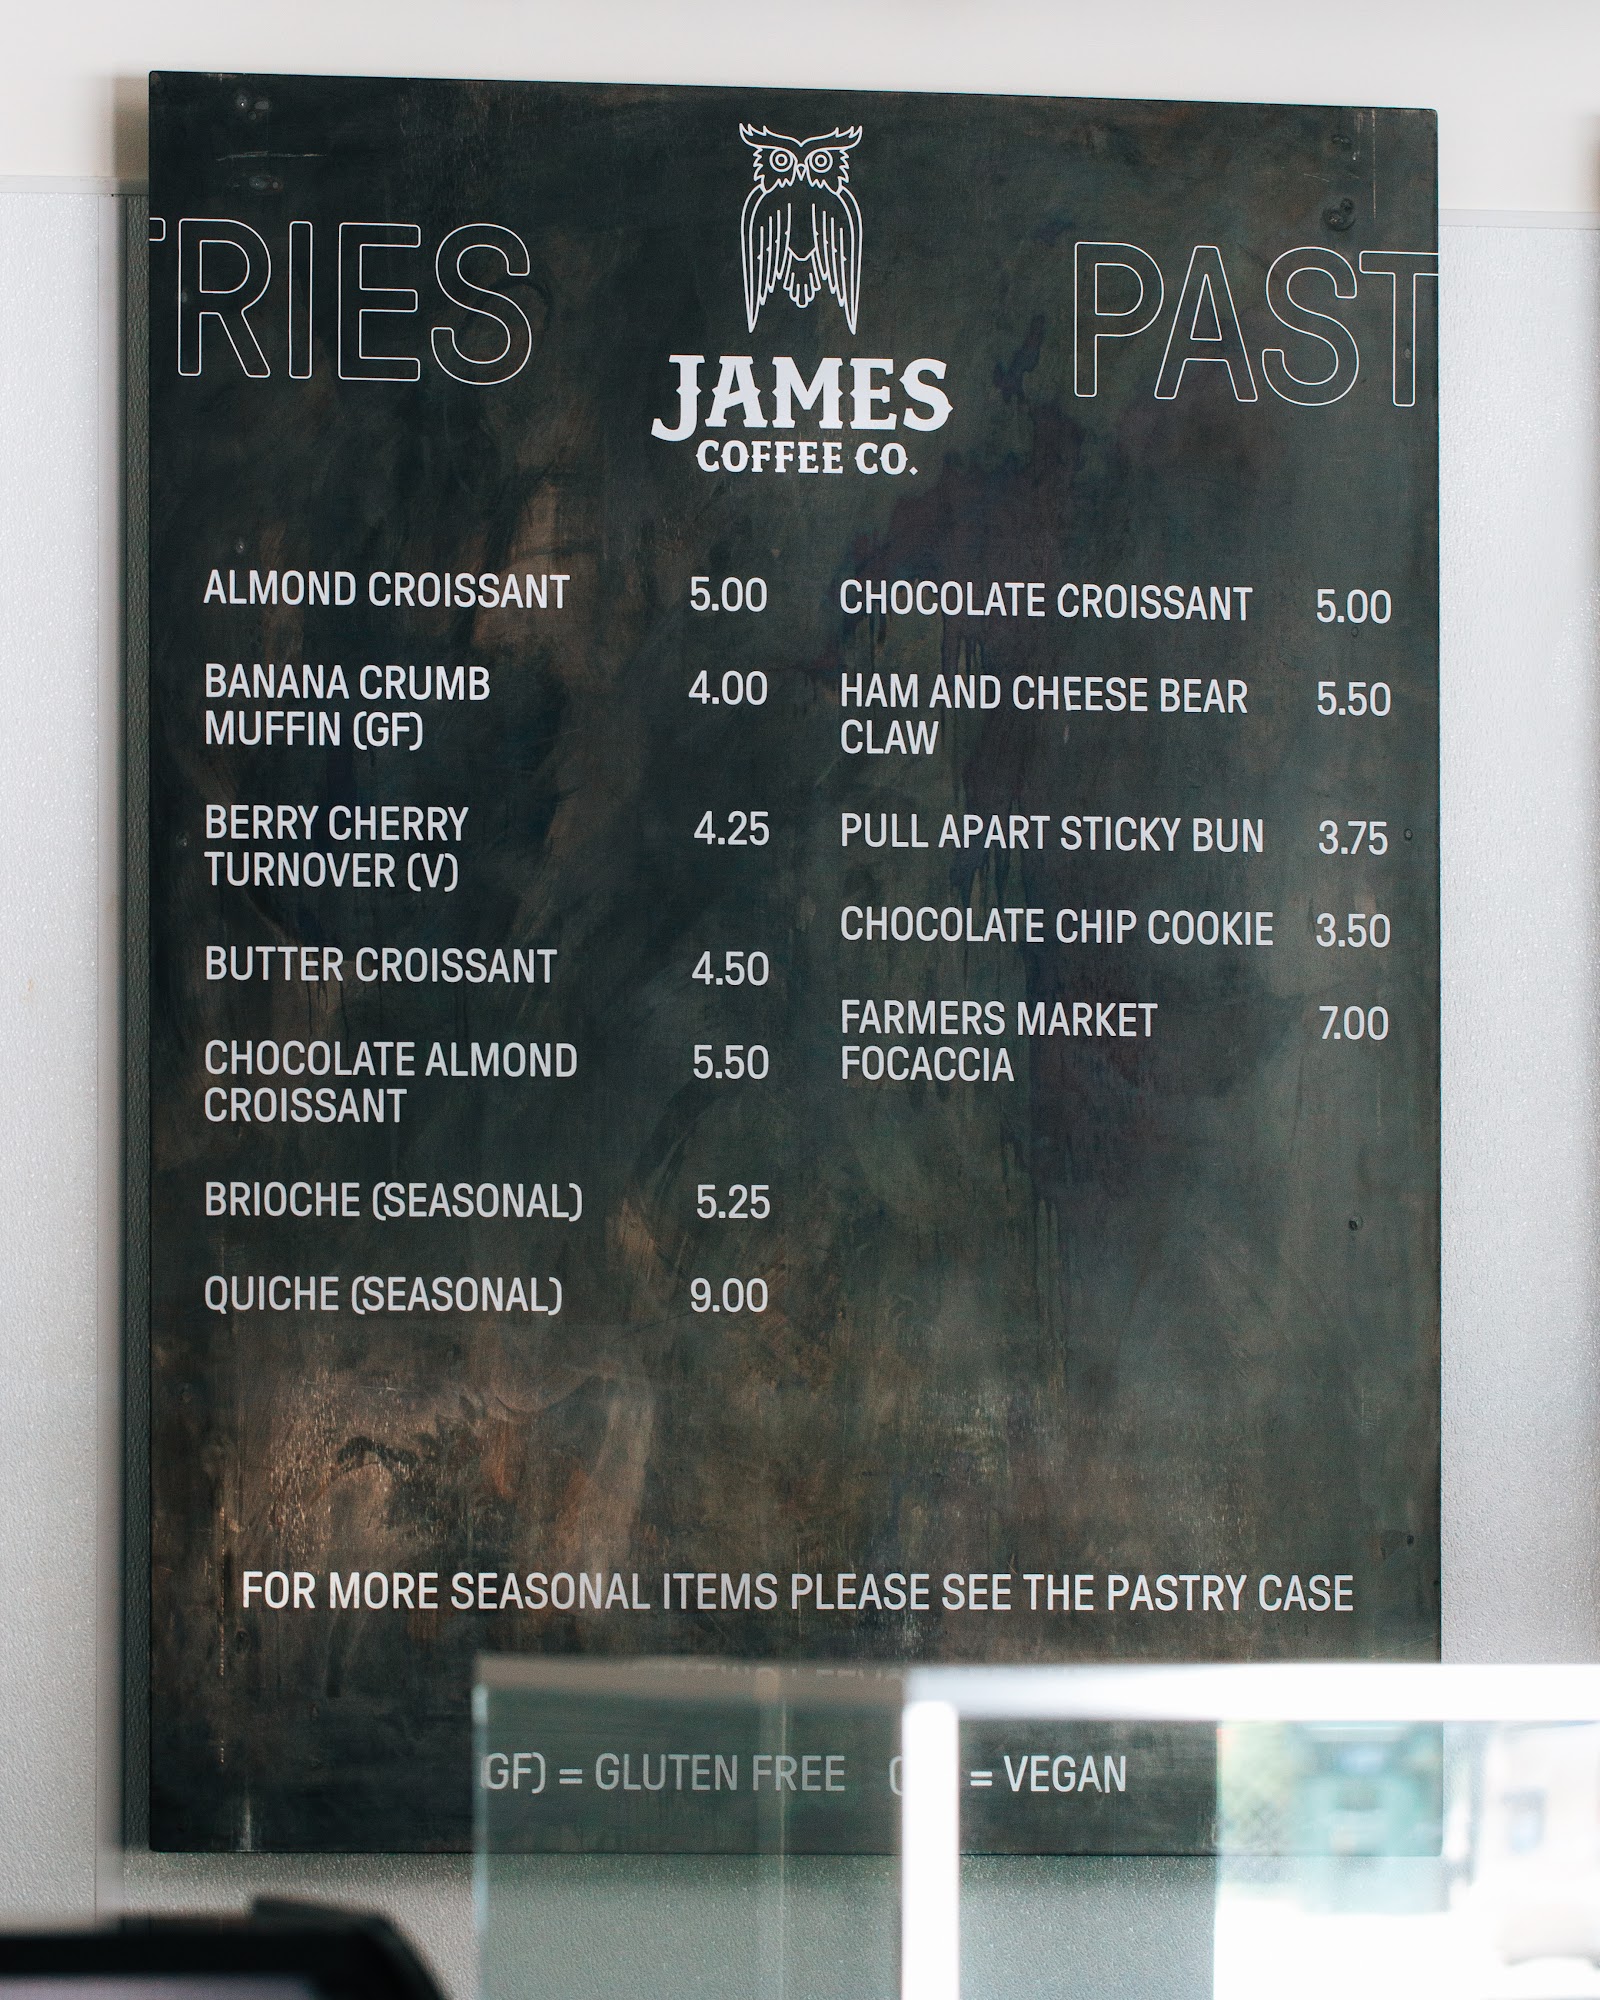 TRIES
PAST
JAMES
COFFEE CO.
ALMOND CROISSANT 5.00
BANANA CRUMB 4.00
MUFFIN (GF)
BERRY CHERRY 4.25
TURNOVER (V)
BUTTER CROISSANT 4.50
CHOCOLATE ALMOND 5.50
CROISSANT
BRIOCHE (SEASONAL) 5.25
QUICHE (SEASONAL) 9.00
CHOCOLATE CROISSANT 5.00
HAM AND CHEESE BEAR 5.50
CLAW
PULL APART STICKY BUN 3.75
CHOCOLATE CHIP COOKIE 3.50
FARMERS MARKET 7.00
FOCACCIA
FOR MORE SEASONAL ITEMS PLEASE SEE THE PASTRY CASE
GF) = GLUTEN FREE ( = VEGAN